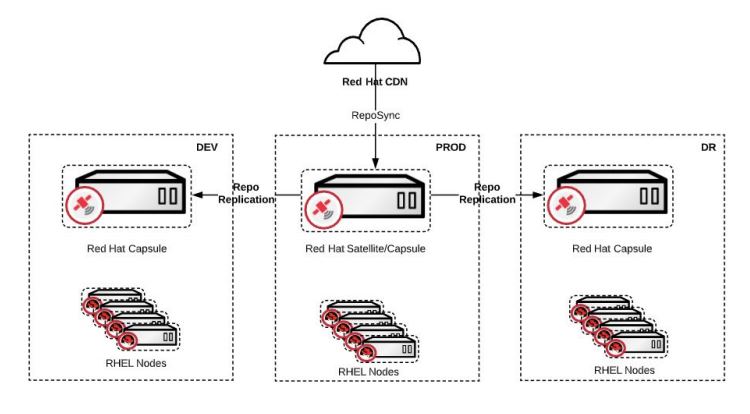 Red Hat CDN
RepoSync
DEV
PROD
DR
Repo
Replication
Repo
Replication
Red Hat Capsule
Red Hat Satellite/Capsule
Red Hat Capsule
RHEL Nodes
RHEL Nodes
RHEL Nodes